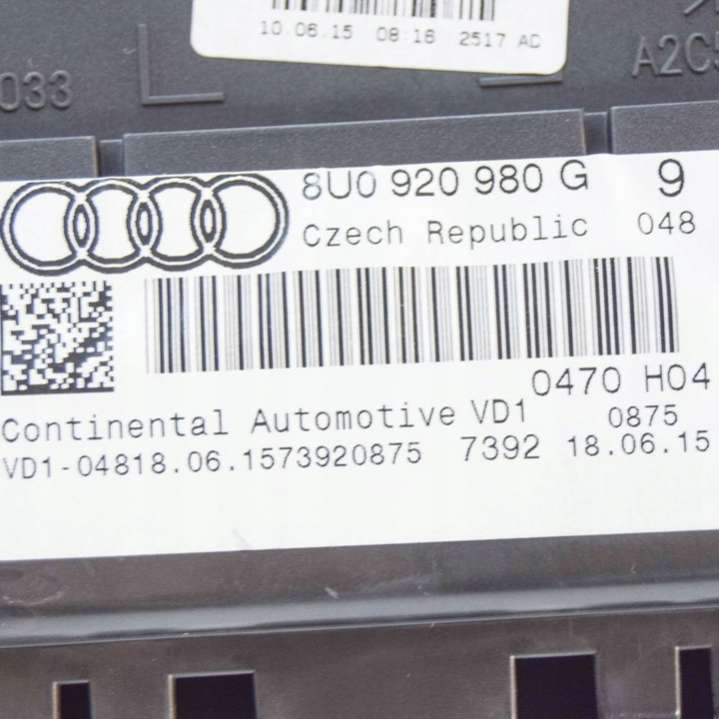 10.06.15 08:16 2517 AD
033
A2C5
8U0 920 980 G 9
Czech Republic 048
0470 H04
Continental Automotive VD1 0875
VD1-04818.06.1573920875 7392 18.06.15